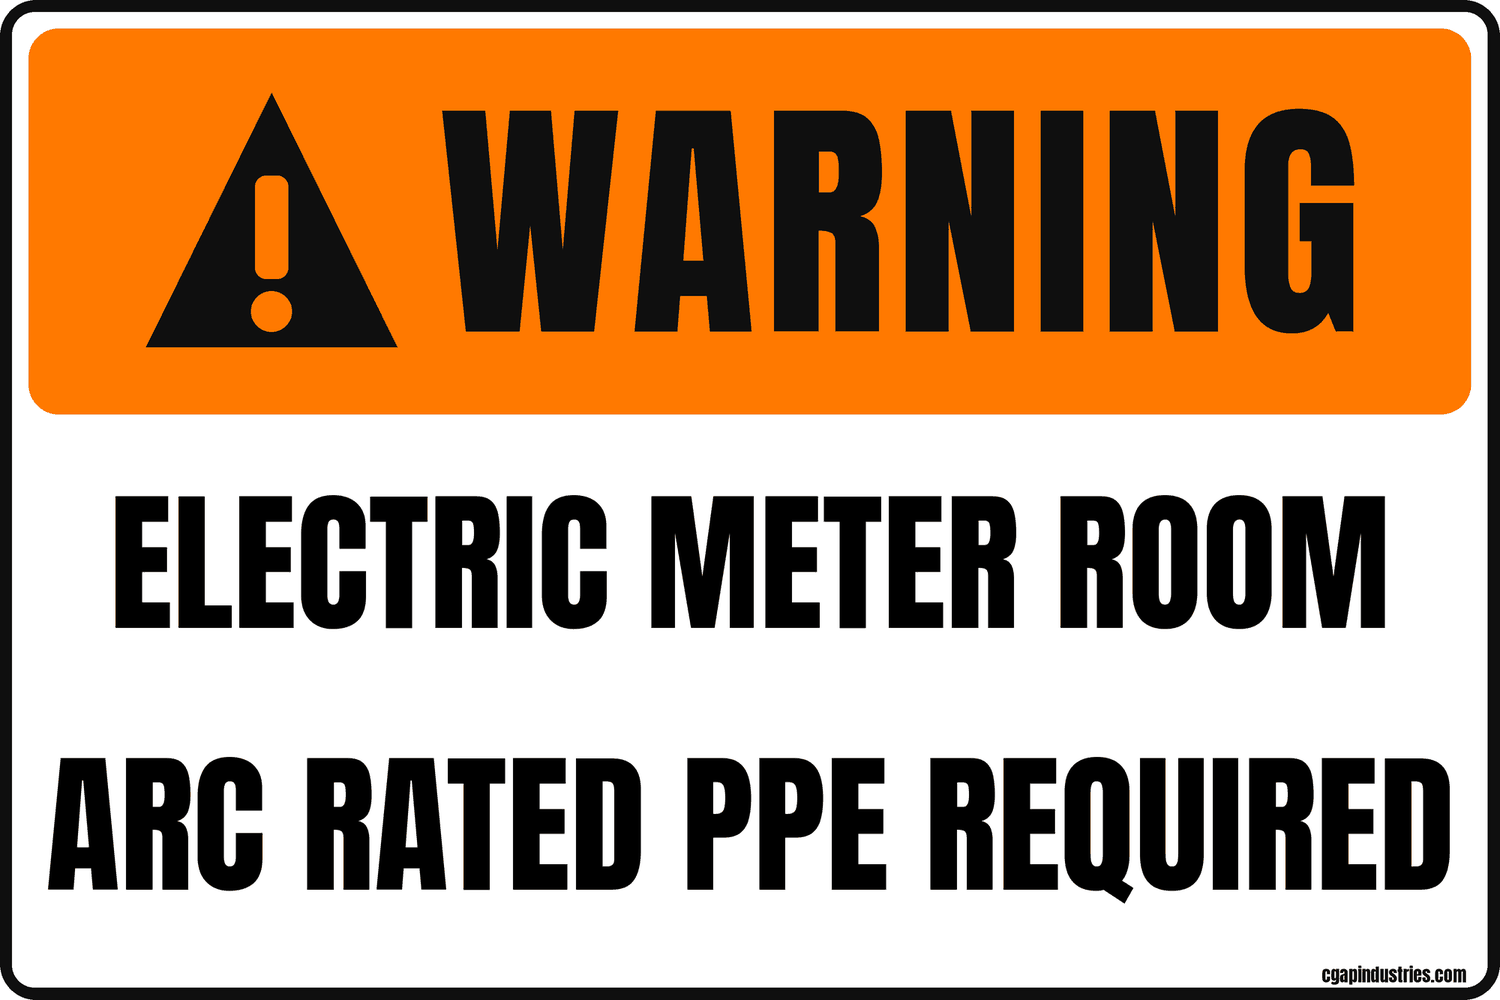 WARNING
ELECTRIC METER ROOM
ARC RATED PPE REQUIRED
cgapindustries.com